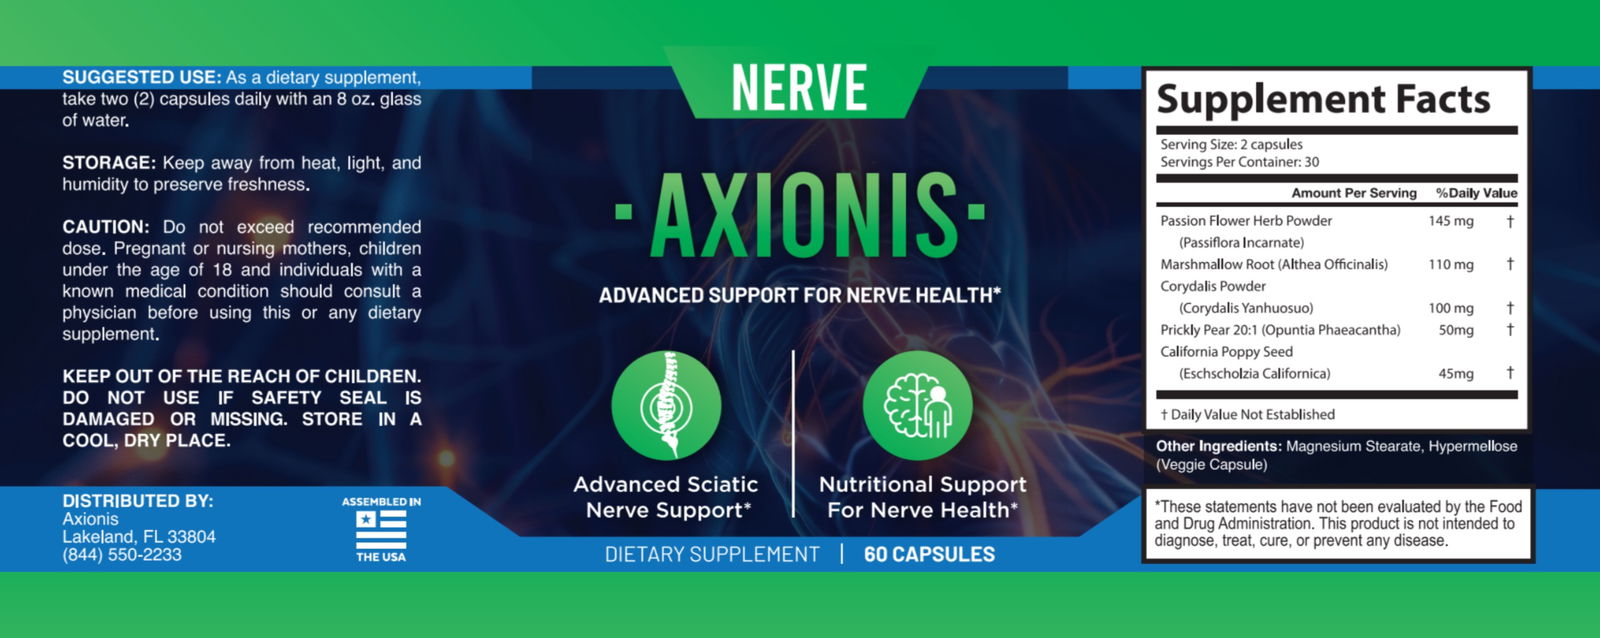 SUGGESTED USE: As a dietary supplement,
take two (2) capsules daily with an 8 oz. glass
of water.
STORAGE: Keep away from heat, light, and
humidity to preserve freshness.
CAUTION: Do not exceed recommended
dose. Pregnant or nursing mothers, children
under the age of 18 and individuals with a
known medical condition should consult a
physician before using this or any dietary
supplement.
KEEP OUT OF THE REACH OF CHILDREN.
DO NOT USE IF SAFETY SEAL IS
DAMAGED OR MISSING. STORE IN A
COOL, DRY PLACE.
DISTRIBUTED BY:
Axionis
Lakeland, FL 33804
(844) 550-2233
ASSEMBLED IN
THE USA
NERVE
·AXIONIS·
ADVANCED SUPPORT FOR NERVE HEALTH*
Advanced Sciatic
Nerve Support*
Nutritional Support
For Nerve Health*
DIETARY SUPPLEMENT | 60 CAPSULES
Supplement Facts
Serving Size: 2 capsules
Servings Per Container: 30
Amount Per Serving %Daily Value
Passion Flower Herb Powder 145 mg †
(Passiflora Incarnate)
Marshmallow Root (Althea Officinalis) 110 mg †
Corydalis Powder
(Corydalis Yanhuosuo) 100 mg †
Prickly Pear 20:1 (Opuntia Phaeacantha) 50mg †
California Poppy Seed
(Eschscholzia Californica) 45mg †
† Daily Value Not Established
Other Ingredients: Magnesium Stearate, Hypermellose
(Veggie Capsule)
*These statements have not been evaluated by the Food
and Drug Administration. This product is not intended to
diagnose, treat, cure, or prevent any disease.